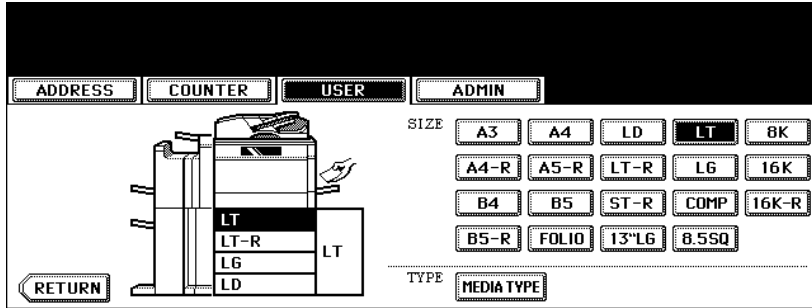 ADDRESS COUNTER USER ADMIN
SIZE A3 A4 LD LT 8K
A4-R A5-R LT-R LG 16K
B4 B5 ST-R COMP 16K-R
B5-R FOLIO 13"LG 8.5SQ
LT
LT-R
LG
LD
LT
TYPE MEDIA TYPE
RETURN